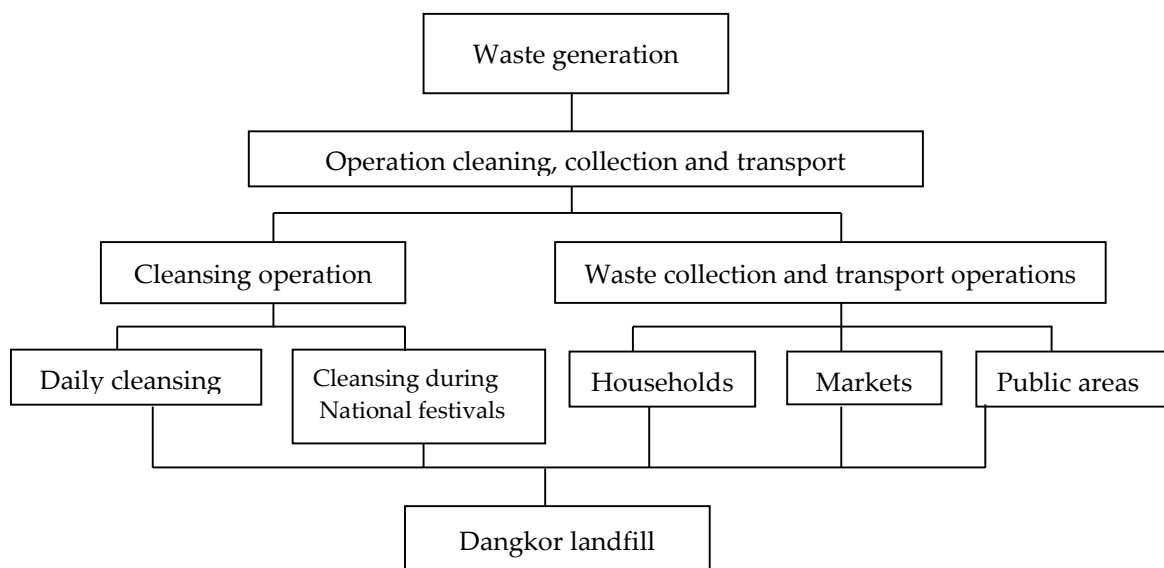 Waste generation
Operation cleaning, collection and transport
Cleansing operation
Waste collection and transport operations
Daily cleansing
Cleansing during
National festivals
Households
Markets
Public areas
Dangkor landfill